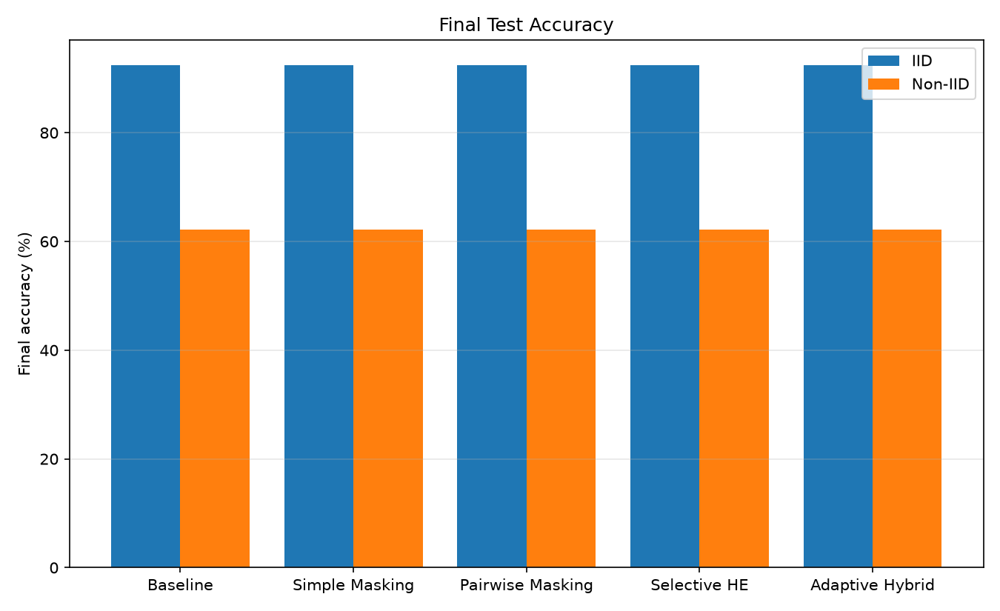 Final Test Accuracy
IID
Non-IID
Final accuracy (%)
80
60
40
20
0
Baseline
Simple Masking
Pairwise Masking
Selective HE
Adaptive Hybrid